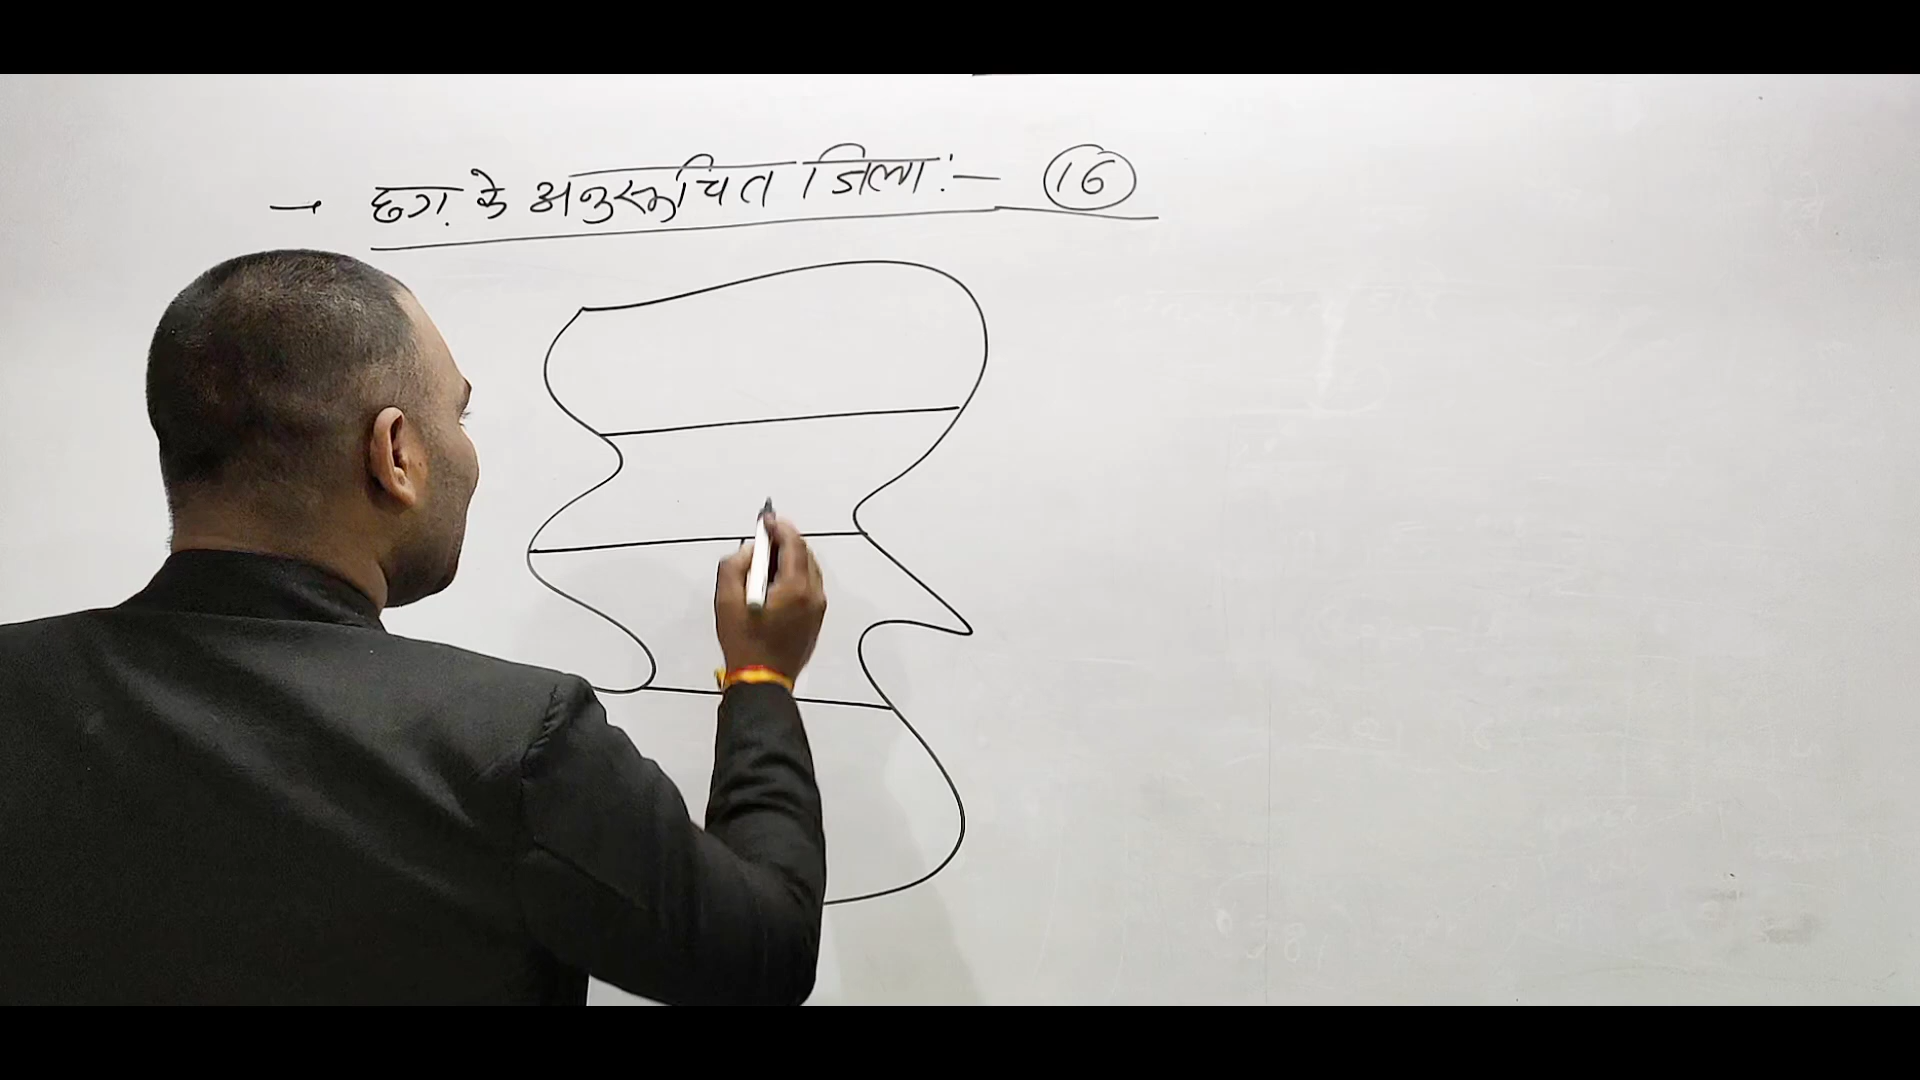 → छग. के अनुसूचित जिला :— 16